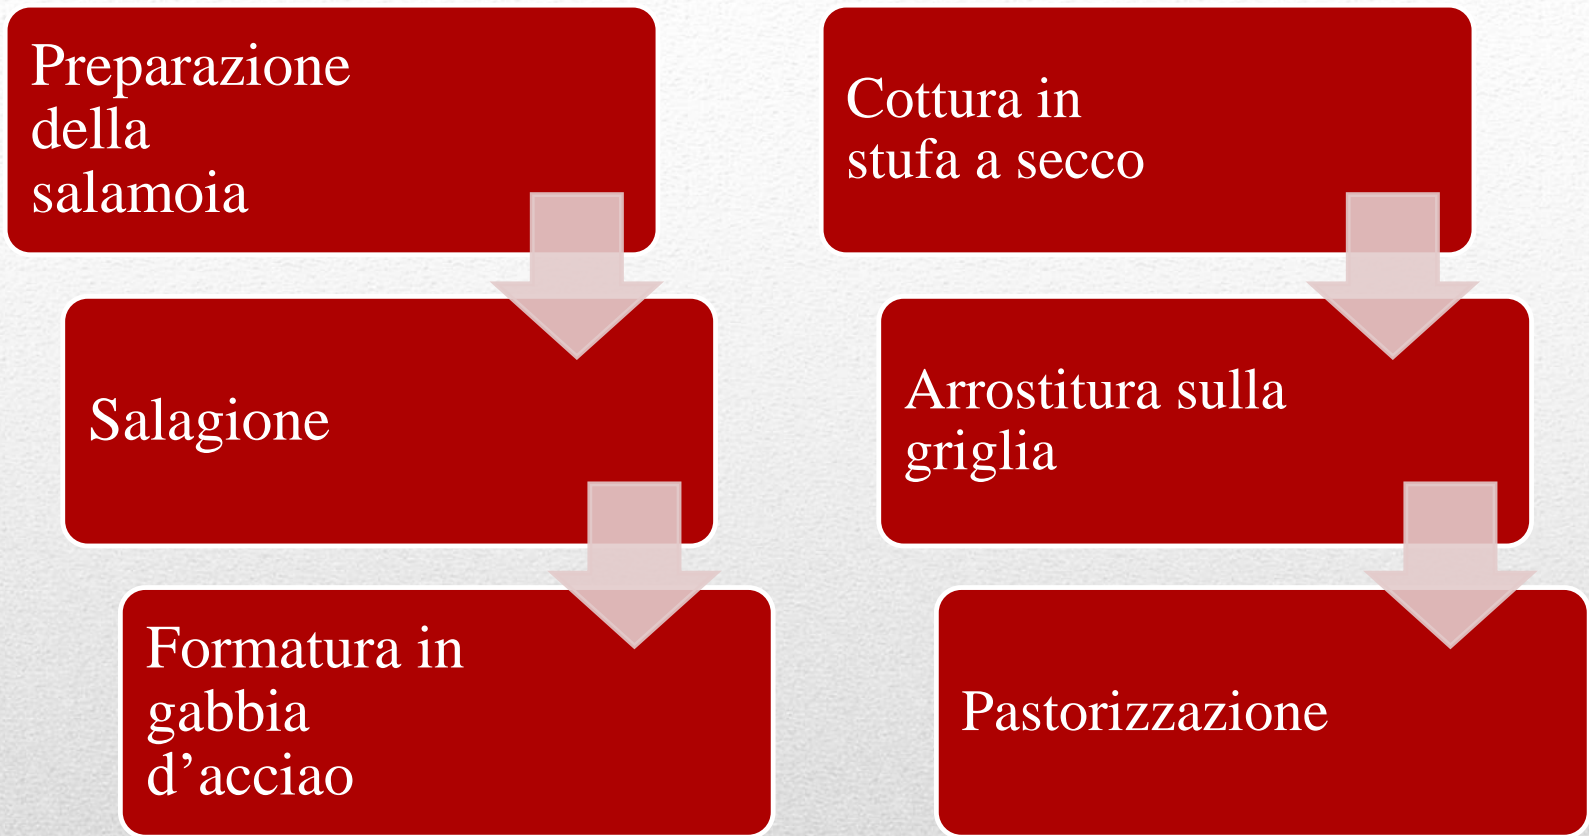 Preparazione
della
salamoia
Salagione
Formatura in
gabbia
d’acciao
Cottura in
stufa a secco
Arrostitura sulla
griglia
Pastorizzazione